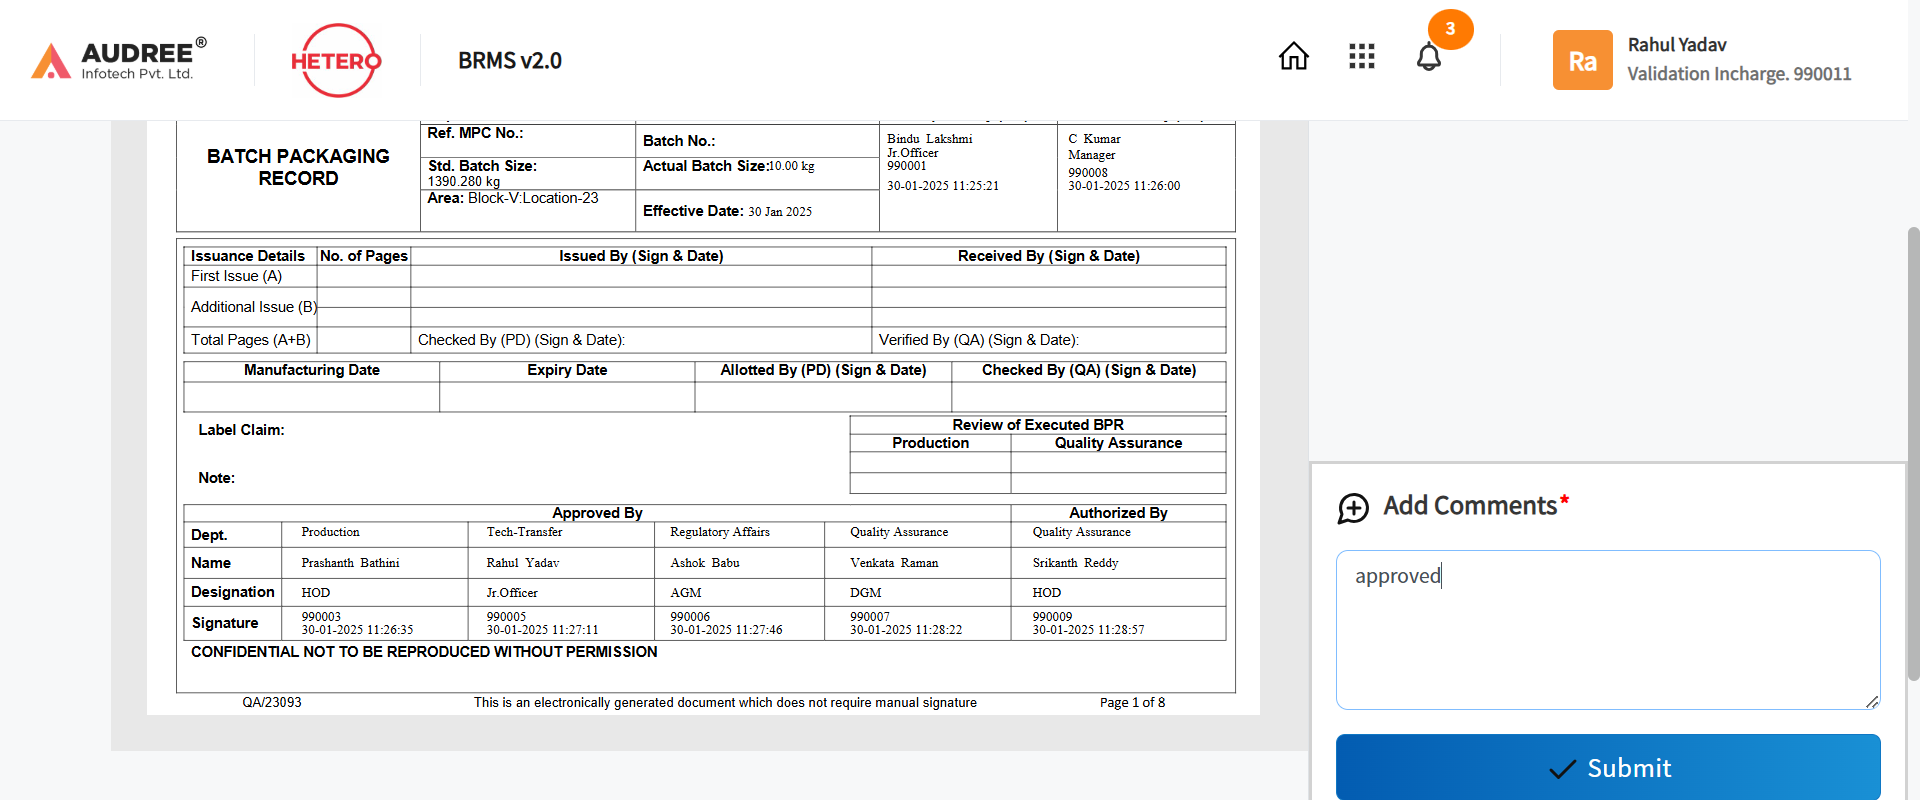 AUDREE®
Infotech Pvt. Ltd.
HETERO
BRMS v2.0
3
Ra
Rahul Yadav
Validation Incharge. 990011
BATCH PACKAGING
RECORD
Ref. MPC No.:
Std. Batch Size:
1390.280 kg
Area: Block-V:Location-23
Batch No.:
Actual Batch Size:10.00 kg
Effective Date: 30 Jan 2025
Bindu Lakshmi
Jr.Officer
990001
30-01-2025 11:25:21
C Kumar
Manager
990008
30-01-2025 11:26:00
Issuance Details No. of Pages Issued By (Sign & Date) Received By (Sign & Date)
First Issue (A)
Additional Issue (B)
Total Pages (A+B) Checked By (PD) (Sign & Date): Verified By (QA) (Sign & Date):
Manufacturing Date Expiry Date Allotted By (PD) (Sign & Date) Checked By (QA) (Sign & Date)
Label Claim:
Note:
Review of Executed BPR
Production Quality Assurance
Approved By Authorized By
Dept. Production Tech-Transfer Regulatory Affairs Quality Assurance Quality Assurance
Name Prashanth Bathini Rahul Yadav Ashok Babu Venkata Raman Srikanth Reddy
Designation HOD Jr.Officer AGM DGM HOD
Signature 990003 990005 990006 990007 990009
30-01-2025 11:26:35 30-01-2025 11:27:11 30-01-2025 11:27:46 30-01-2025 11:28:22 30-01-2025 11:28:57
CONFIDENTIAL NOT TO BE REPRODUCED WITHOUT PERMISSION
QA/23093 This is an electronically generated document which does not require manual signature Page 1 of 8
Add Comments*
approved
Submit